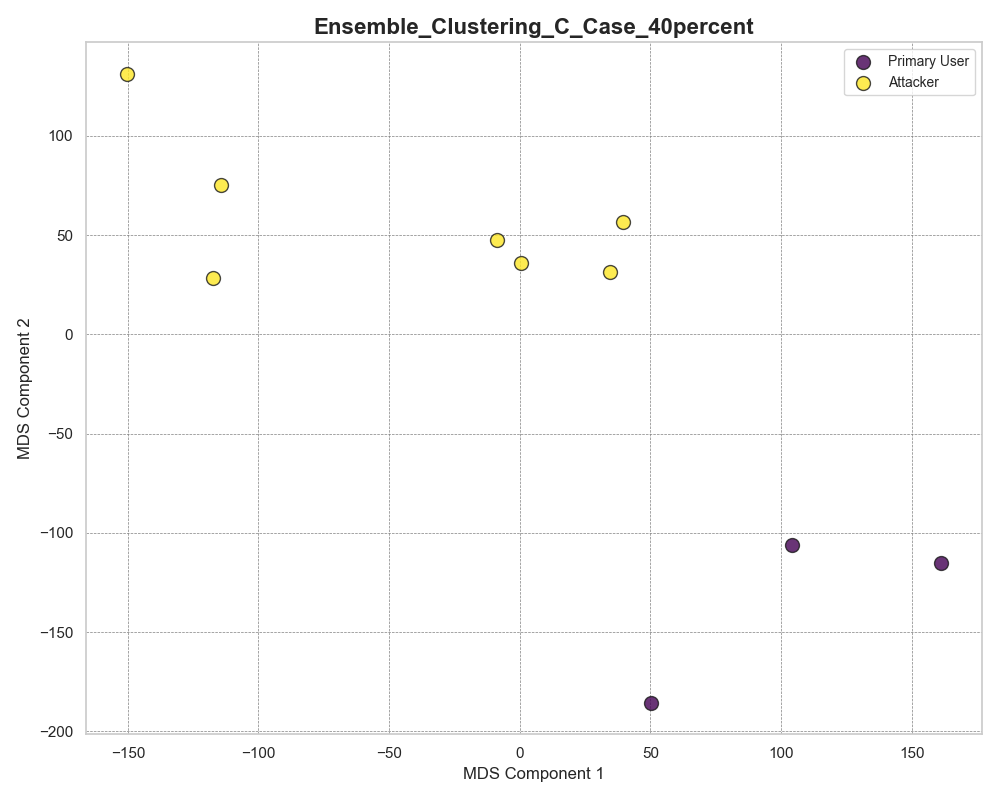 Ensemble_Clustering_C_Case_40percent
Primary User
Attacker
100
50
0
−50
−100
−150
−200
MDS Component 2
−150
−100
−50
0
50
100
150
MDS Component 1